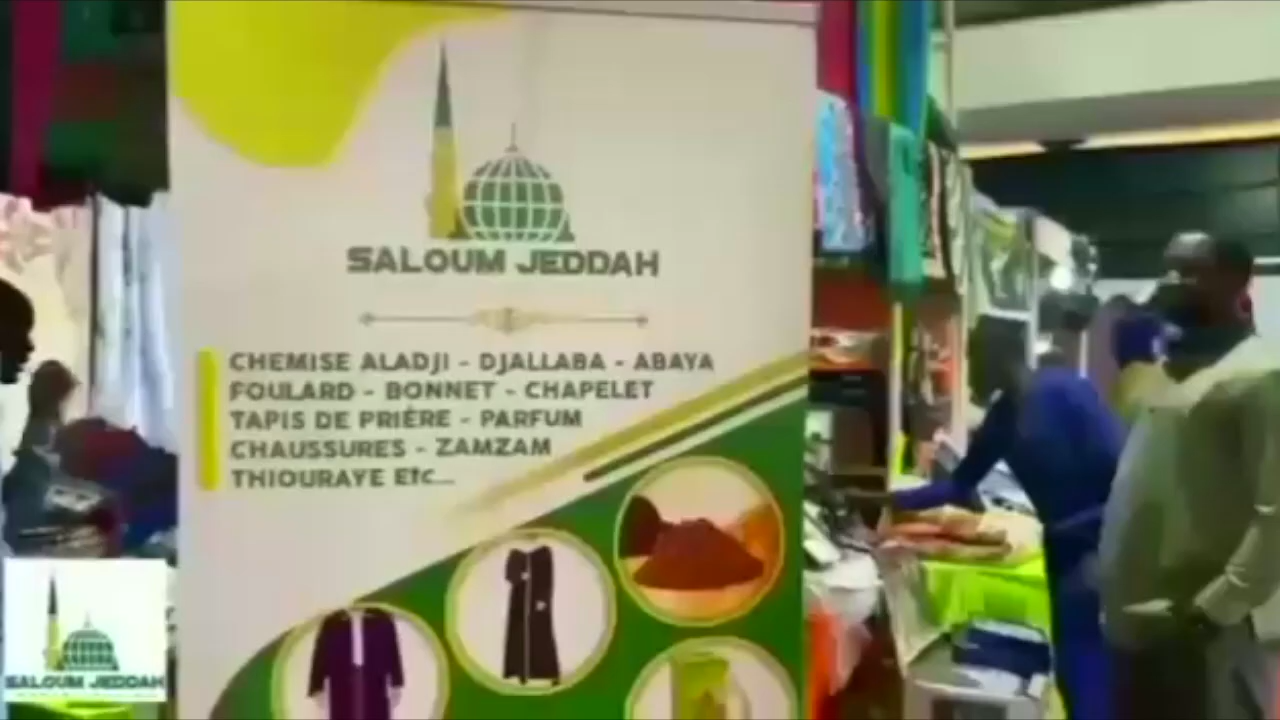 SALOUM JEDDAH
CHEMISE ALADJI - DJALLABA - ABAYA
FOULARD - BONNET - CHAPELET
TAPIS DE PRIÈRE - PARFUM
CHAUSSURES - ZAMZAM
THIOURAYE Etc...
SALOUM JEDDAH